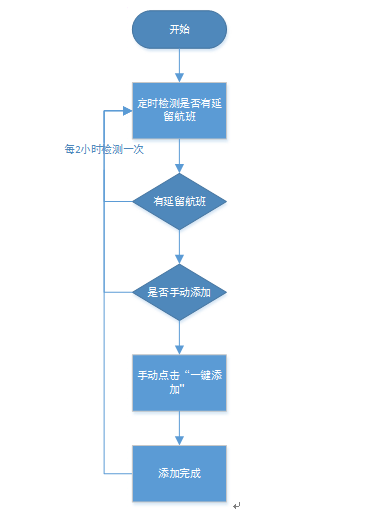 开始
定时检测是否有延
留航班
每2小时检测一次
有延留航班
是否手动添加
手动点击“一键添
加”
添加完成